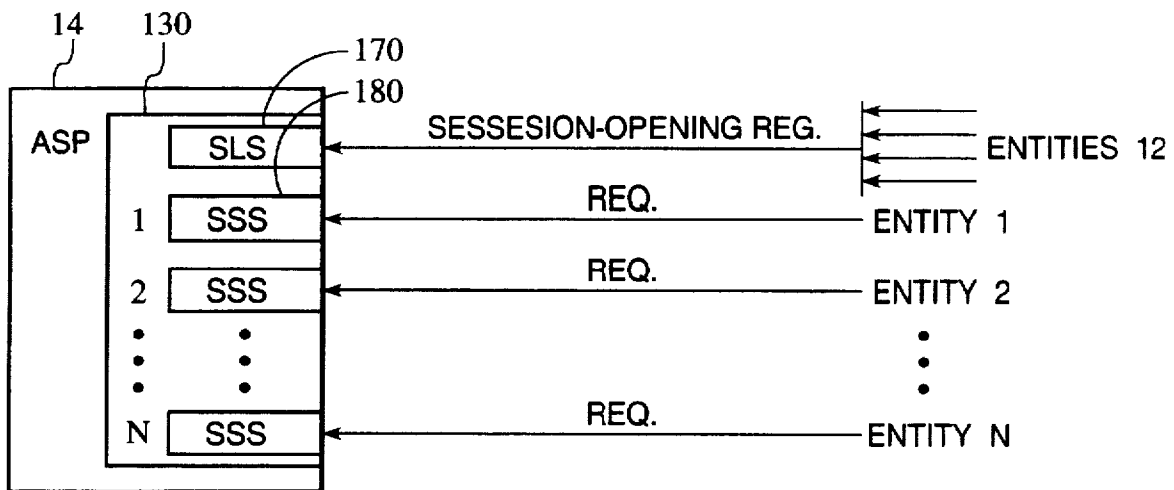 14
130
170
180
ASP
SLS
SESSESION-OPENING REG.
ENTITIES 12
1
SSS
REQ.
ENTITY 1
2
SSS
REQ.
ENTITY 2
N
SSS
REQ.
ENTITY N